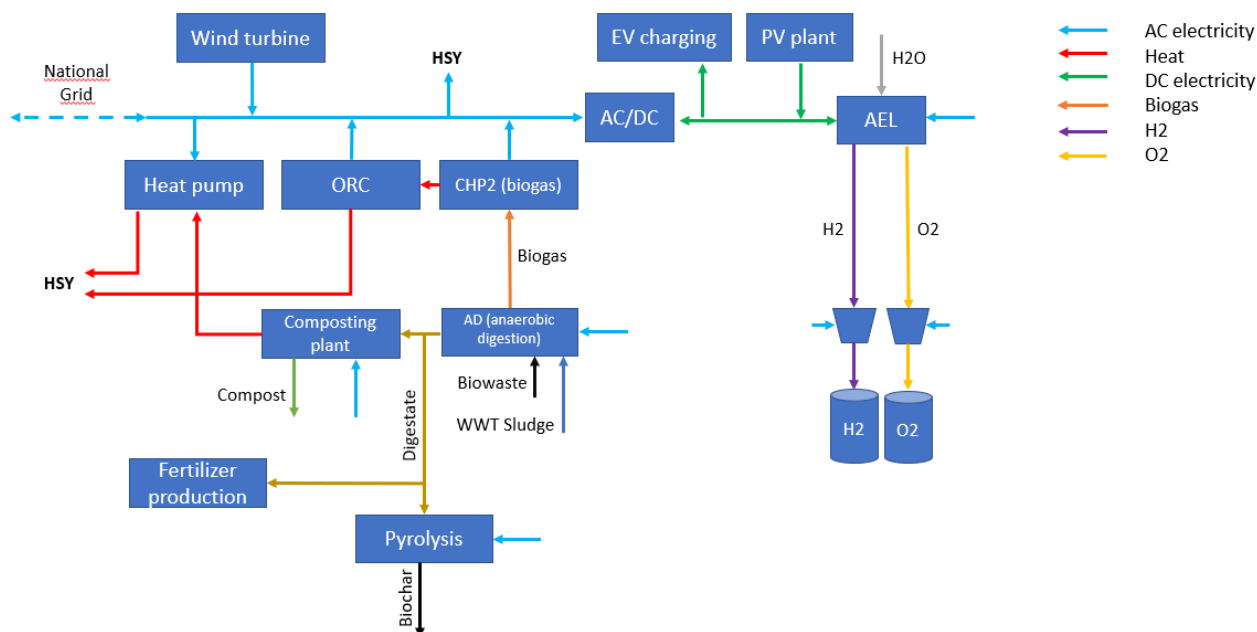 Wind turbine
EV charging
PV plant
AC electricity
Heat
DC electricity
Biogas
H2
O2
National
Grid
HSY
H2O
AC/DC
AEL
Heat pump
ORC
CHP2 (biogas)
H2
O2
Biogas
HSY
Composting
plant
AD (anaerobic
digestion)
Compost
Biowaste
WWT Sludge
Digestate
H2
O2
Fertilizer
production
Pyrolysis
Biochar